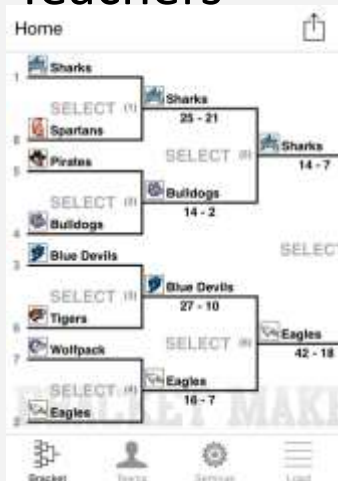 Teachers
Home
1 Sharks
SELECT (1)
8 Spartans
Sharks
25 - 21
5 Pirates
SELECT (2)
4 Bulldogs
Bulldogs
14 - 2
SELECT (5)
Sharks
14 - 7
SELECT
3 Blue Devils
SELECT (3)
6 Tigers
Blue Devils
27 - 10
7 Wolfpack
SELECT (4)
2 Eagles
Eagles
16 - 7
SELECT (6)
Eagles
42 - 18
BRACKET MAKE
Bracket
Teams
Settings
Load